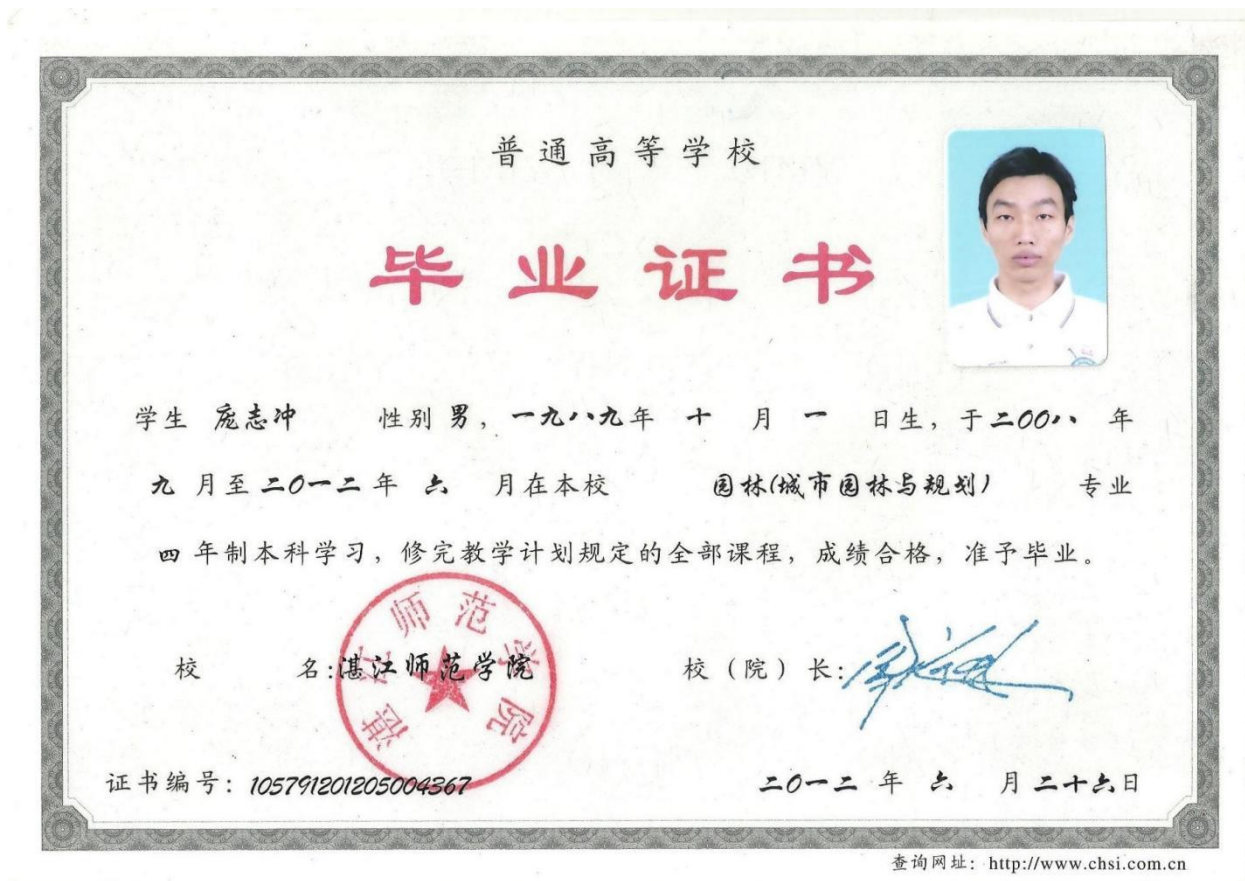 普通高等学校
毕业证书
学生 庞志冲 性别 男，一九八九年 十 月 一 日生，于二00八 年
九 月至二0一二年 六 月在本校 园林(城市园林与规划) 专业
四 年制本科学习，修完教学计划规定的全部课程，成绩合格，准予毕业。
校 名:湛江师范学院
湛江师范学院
校（院）长:
证书编号：105791201205004367
二0一二 年 六 月二十六日
查询网址：http://www.chsi.com.cn